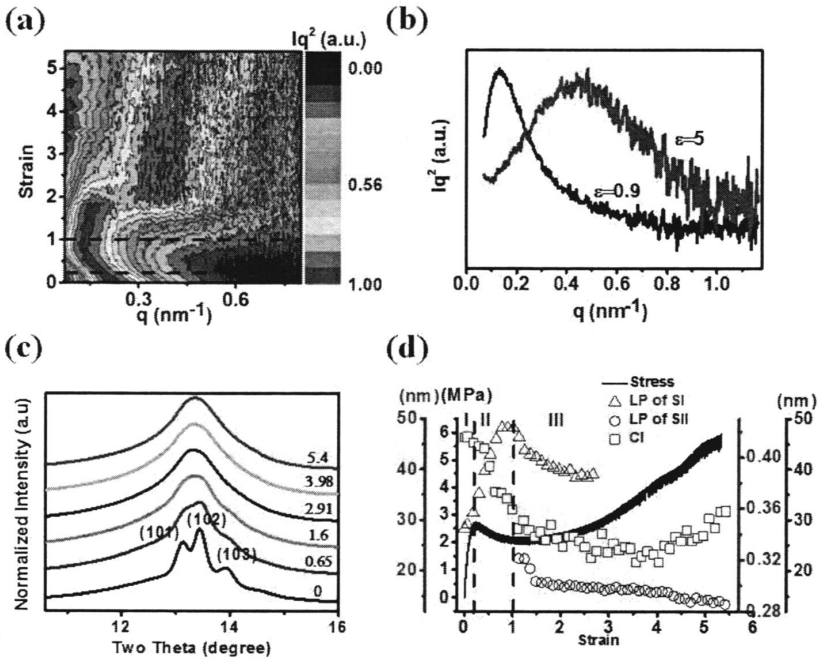 (a)
Iq² (a.u.)
5
4
3
2
1
0
Strain
0.3
0.6
q (nm⁻¹)
0.00
0.56
1.00
(b)
Iq² (a.u.)
ε=5
ε=0.9
0.0
0.2
0.4
0.6
0.8
1.0
q (nm⁻¹)
(c)
Normalized Intensity (a.u)
5.4
3.98
2.91
1.6
0.65
0
(101)
(102)
(103)
12
14
16
Two Theta (degree)
(d)
Stress
LP of SI
LP of SII
CI
(nm)
(MPa)
(nm)
I
II
III
50
40
30
20
6
5
4
3
2
1
0
0.40
0.36
0.32
0.28
50
40
30
20
0
1
2
3
4
5
6
Strain